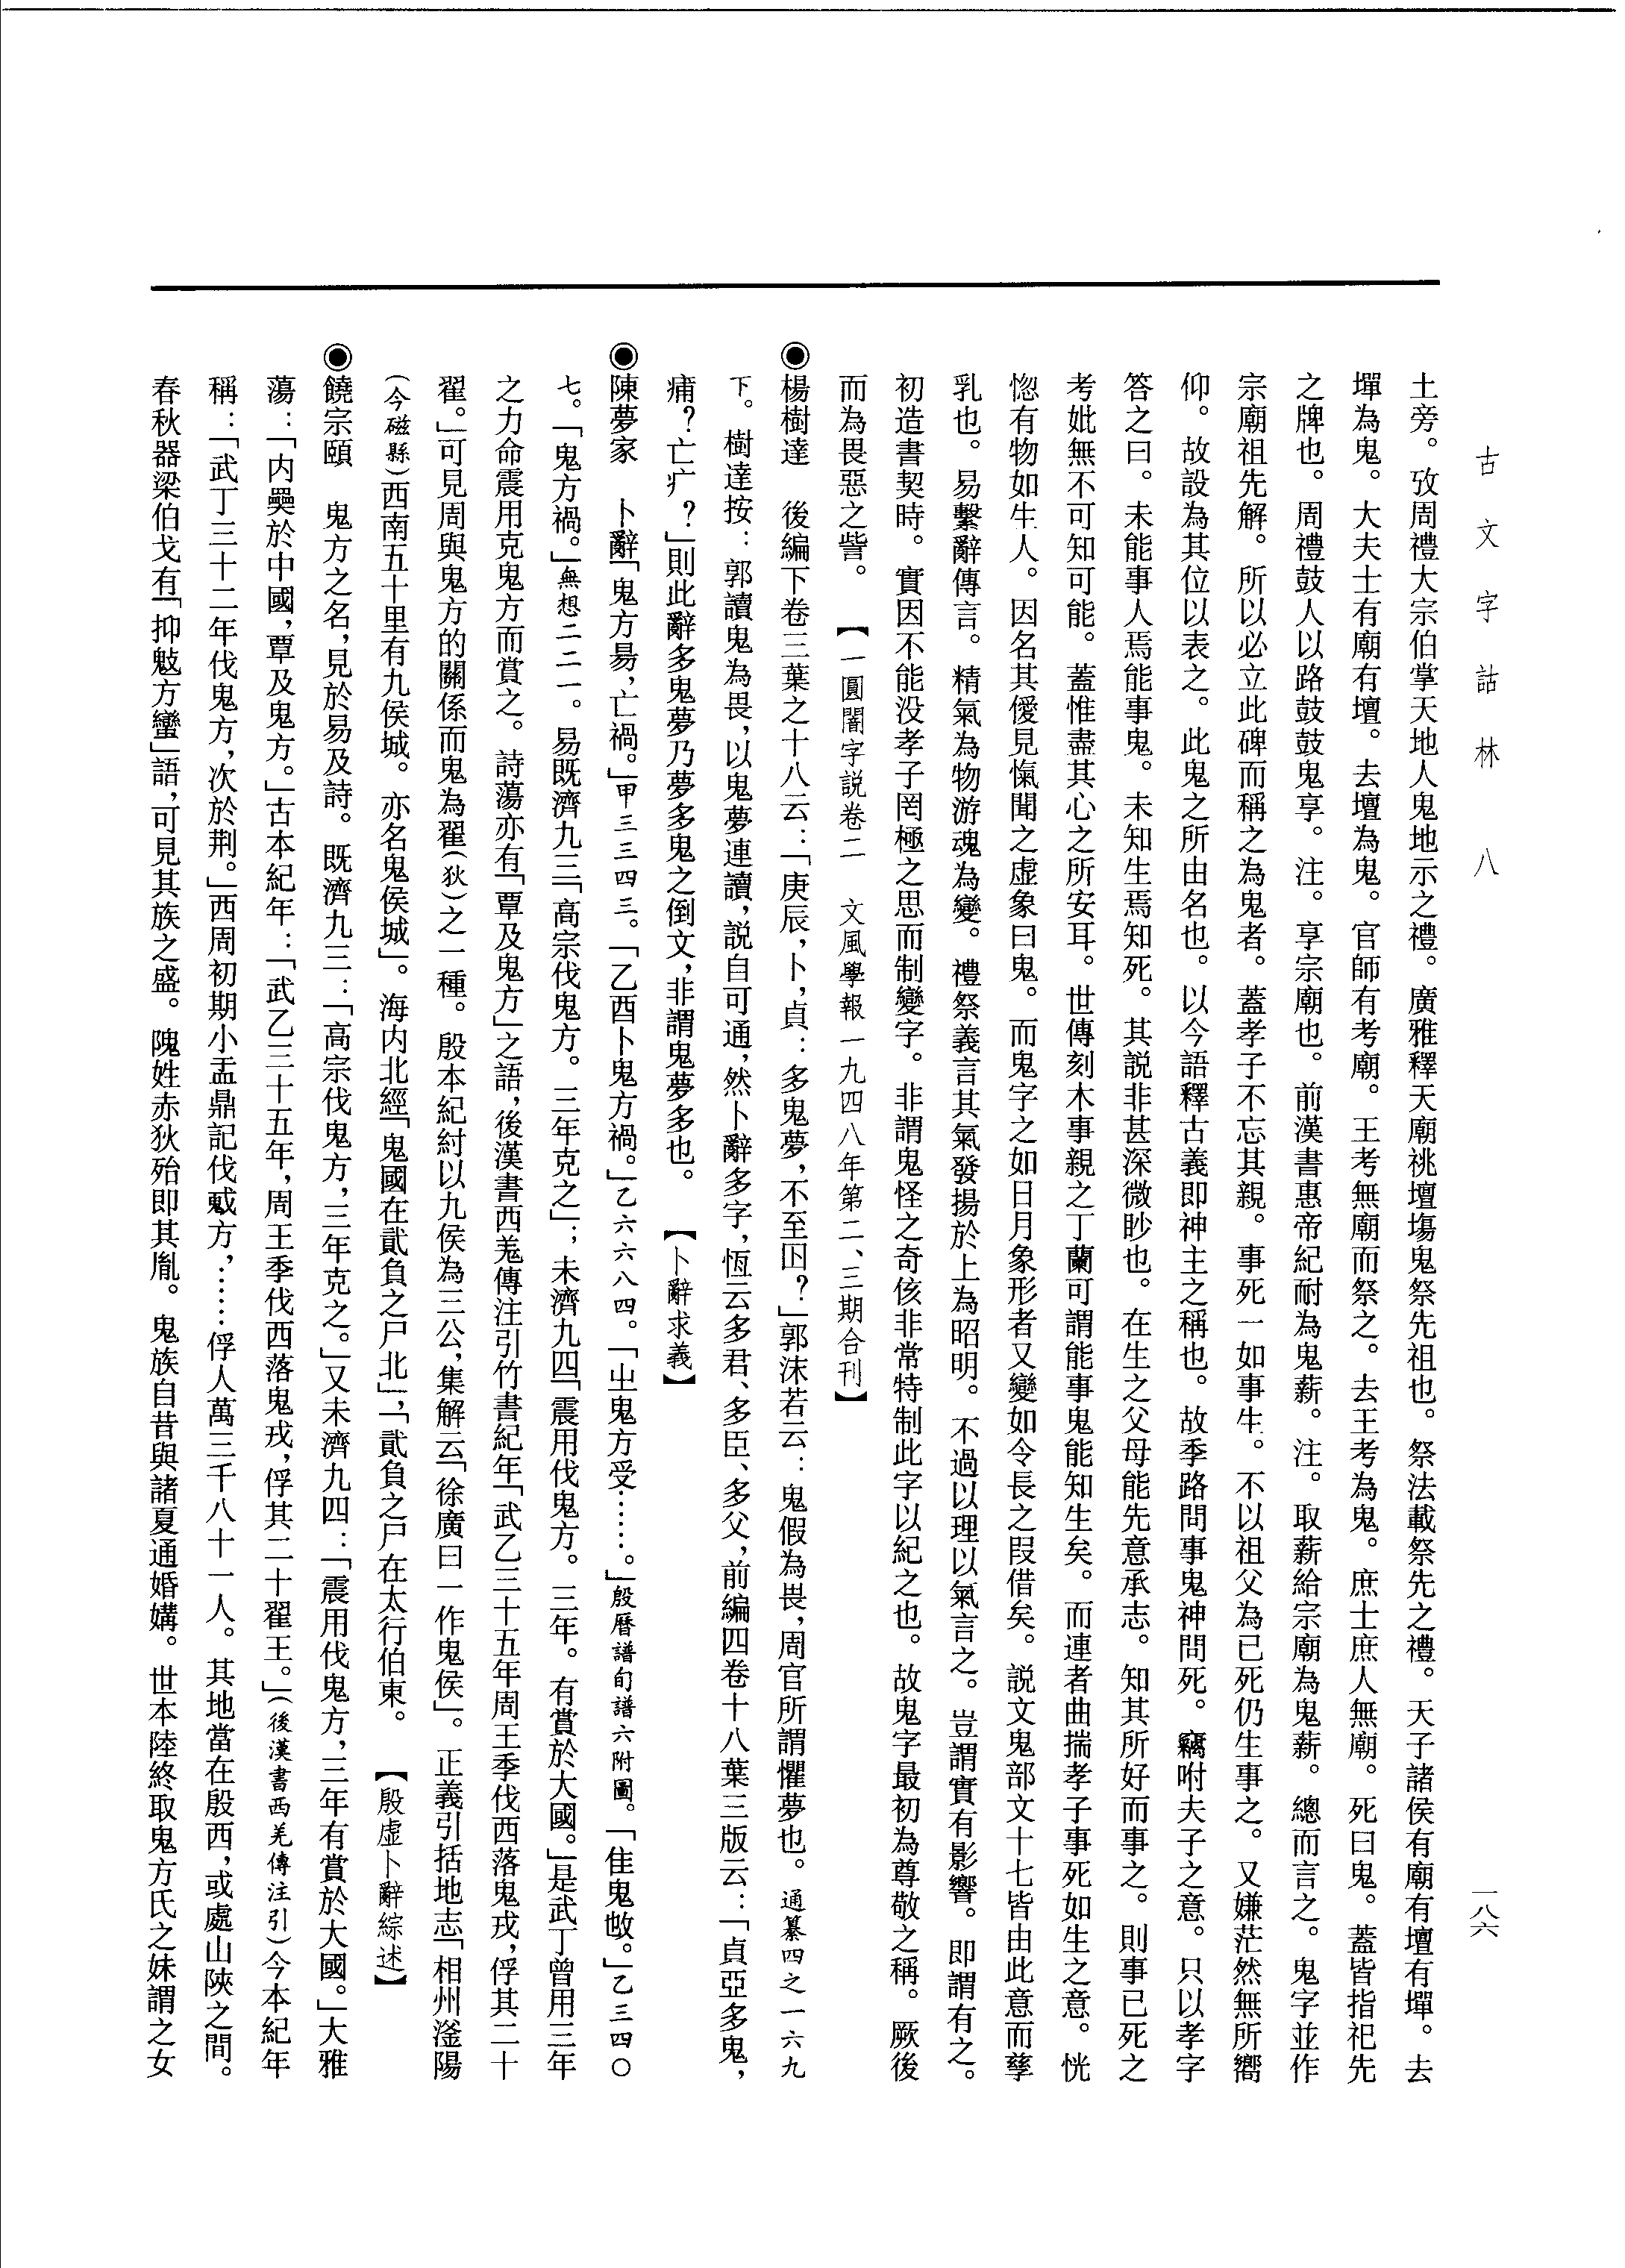 古文字詁林 八
一八六
土旁。攷周禮大宗伯掌天地人鬼地示之禮。廣雅釋天廟祧壇塲鬼祭先祖也。祭法載祭先之禮。天子諸侯有廟有壇有墠。去
墠為鬼。大夫士有廟有壇。去壇為鬼。官師有考廟。王考無廟而祭之。去王考為鬼。庶士庶人無廟。死曰鬼。蓋皆指祀先
之牌也。周禮鼓人以路鼓鼓鬼享。注。享宗廟也。前漢書惠帝紀耐為鬼薪。注。取薪給宗廟為鬼薪。總而言之。鬼字並作
宗廟祖先解。所以必立此碑而稱之為鬼者。蓋孝子不忘其親。事死一如事生。不以祖父為已死仍生事之。又嫌茫然無所嚮
仰。故設為其位以表之。此鬼之所由名也。以今語釋古義即神主之稱也。故季路問事鬼神問死。竊咐夫子之意。只以孝字
答之曰。未能事人焉能事鬼。未知生焉知死。其説非甚深微眇也。在生之父母能先意承志。知其所好而事之。則事已死之
考妣無不可知可能。蓋惟盡其心之所安耳。世傳刻木事親之丁蘭可謂能事鬼能知生矣。而連者曲揣孝子事死如生之意。恍
惚有物如生人。因名其僾見愾聞之虛象曰鬼。而鬼字之如日月象形者又變如令長之叚借矣。説文鬼部文十七皆由此意而孳
乳也。易繫辭傳言。精氣為物游魂為變。禮祭義言其氣發揚於上為昭明。不過以理以氣言之。豈謂實有影響。即謂有之。
初造書契時。實因不能没孝子罔極之思而制變字。非謂鬼怪之奇侅非常特制此字以紀之也。故鬼字最初為尊敬之稱。厥後
而為畏惡之訾。 【一圓闇字説卷二 文風學報一九四八年第二、三期合刊】
◉楊樹達 後編下卷三葉之十八云：「庚辰，卜，貞：多鬼夢，不至𡆥？」郭沫若云：鬼假為畏，周官所謂懼夢也。通纂四之一六九
下。樹達按：郭讀鬼為畏，以鬼夢連讀，説自可通，然卜辭多字，恆云多君、多臣、多父，前編四卷十八葉三版云：「貞亞多鬼，
痡？亡疒？」則此辭多鬼夢乃夢多鬼之倒文，非謂鬼夢多也。 【卜辭求義】
◉陳夢家 卜辭「鬼方昜，亡禍。」甲三三四三。「乙酉卜鬼方禍。」乙六六八四。「㞢鬼方受……。」殷曆譜旬譜六附圖。「隹鬼𢻻。」乙三四〇
七。「鬼方禍。」無想二二一。易既濟九三「高宗伐鬼方。三年克之」；未濟九四「震用伐鬼方。三年。有賞於大國。」是武丁曾用三年
之力命震用克鬼方而賞之。詩蕩亦有「覃及鬼方」之語，後漢書西羌傳注引竹書紀年「武乙三十五年周王季伐西落鬼戎，俘其二十
翟。」可見周與鬼方的關係而鬼為翟（狄）之一種。殷本紀紂以九侯為三公，集解云「徐廣曰一作鬼侯」。正義引括地志「相州滏陽
（今磁縣）西南五十里有九侯城。亦名鬼侯城」。海内北經「鬼國在貳負之尸北」，「貳負之尸在太行伯東。 【殷虛卜辭綜述】
◉饒宗頤 鬼方之名，見於易及詩。既濟九三：「高宗伐鬼方，三年克之。」又未濟九四：「震用伐鬼方，三年有賞於大國。」大雅
蕩：「内奰於中國，覃及鬼方。」古本紀年：「武乙三十五年，周王季伐西落鬼戎，俘其二十翟王。」（後漢書西羌傳注引）今本紀年
稱：「武丁三十二年伐鬼方，次於荆。」西周初期小盂鼎記伐䰧方，……俘人萬三千八十一人。其地當在殷西，或處山陝之間。
春秋器梁伯戈有「抑鬾方蠻」語，可見其族之盛。隗姓赤狄殆即其胤。鬼族自昔與諸夏通婚媾。世本陸終取鬼方氏之妹謂之女